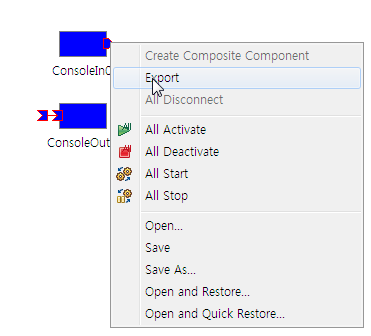 ConsoleIn0
ConsoleOut
Create Composite Component
Export
All Disconnect
All Activate
All Deactivate
All Start
All Stop
Open...
Save
Save As...
Open and Restore...
Open and Quick Restore...